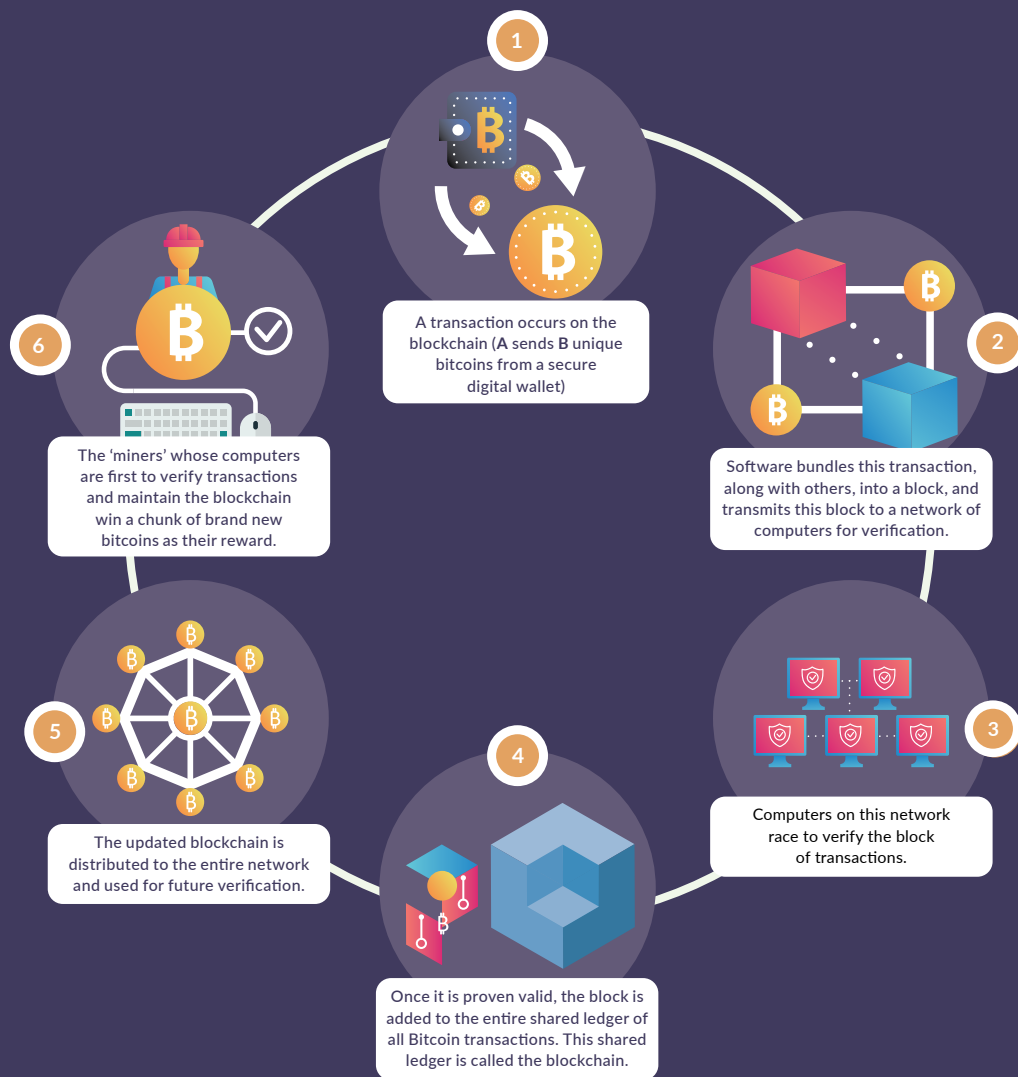 1
A transaction occurs on the
blockchain (A sends B unique
bitcoins from a secure
digital wallet)
2
Software bundles this transaction,
along with others, into a block, and
transmits this block to a network of
computers for verification.
3
Computers on this network
race to verify the block
of transactions.
4
Once it is proven valid, the block is
added to the entire shared ledger of
all Bitcoin transactions. This shared
ledger is called the blockchain.
5
The updated blockchain is
distributed to the entire network
and used for future verification.
6
The ‘miners’ whose computers
are first to verify transactions
and maintain the blockchain
win a chunk of brand new
bitcoins as their reward.